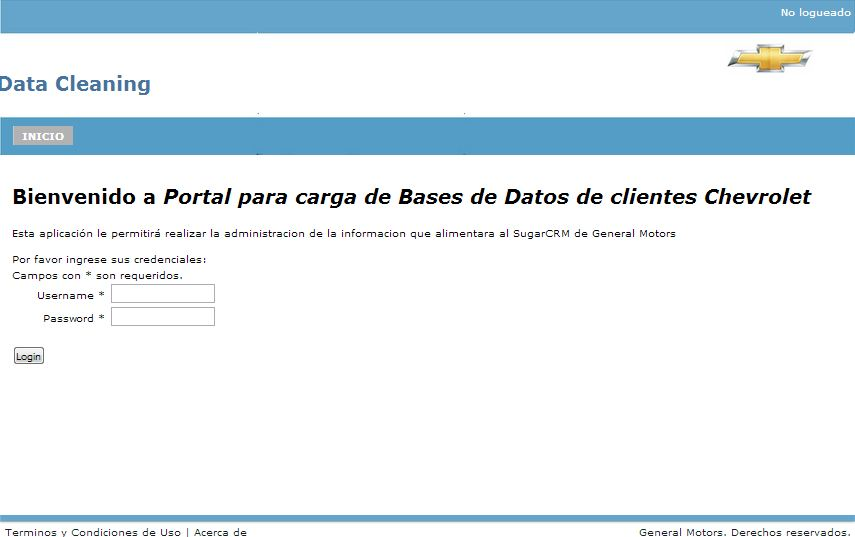 No logueado
Data Cleaning
INICIO
Bienvenido a Portal para carga de Bases de Datos de clientes Chevrolet
Esta aplicación le permitirá realizar la administracion de la informacion que alimentara al SugarCRM de General Motors
Por favor ingrese sus credenciales:
Campos con * son requeridos.
Username *
Password *
Login
Terminos y Condiciones de Uso | Acerca de
General Motors. Derechos reservados.